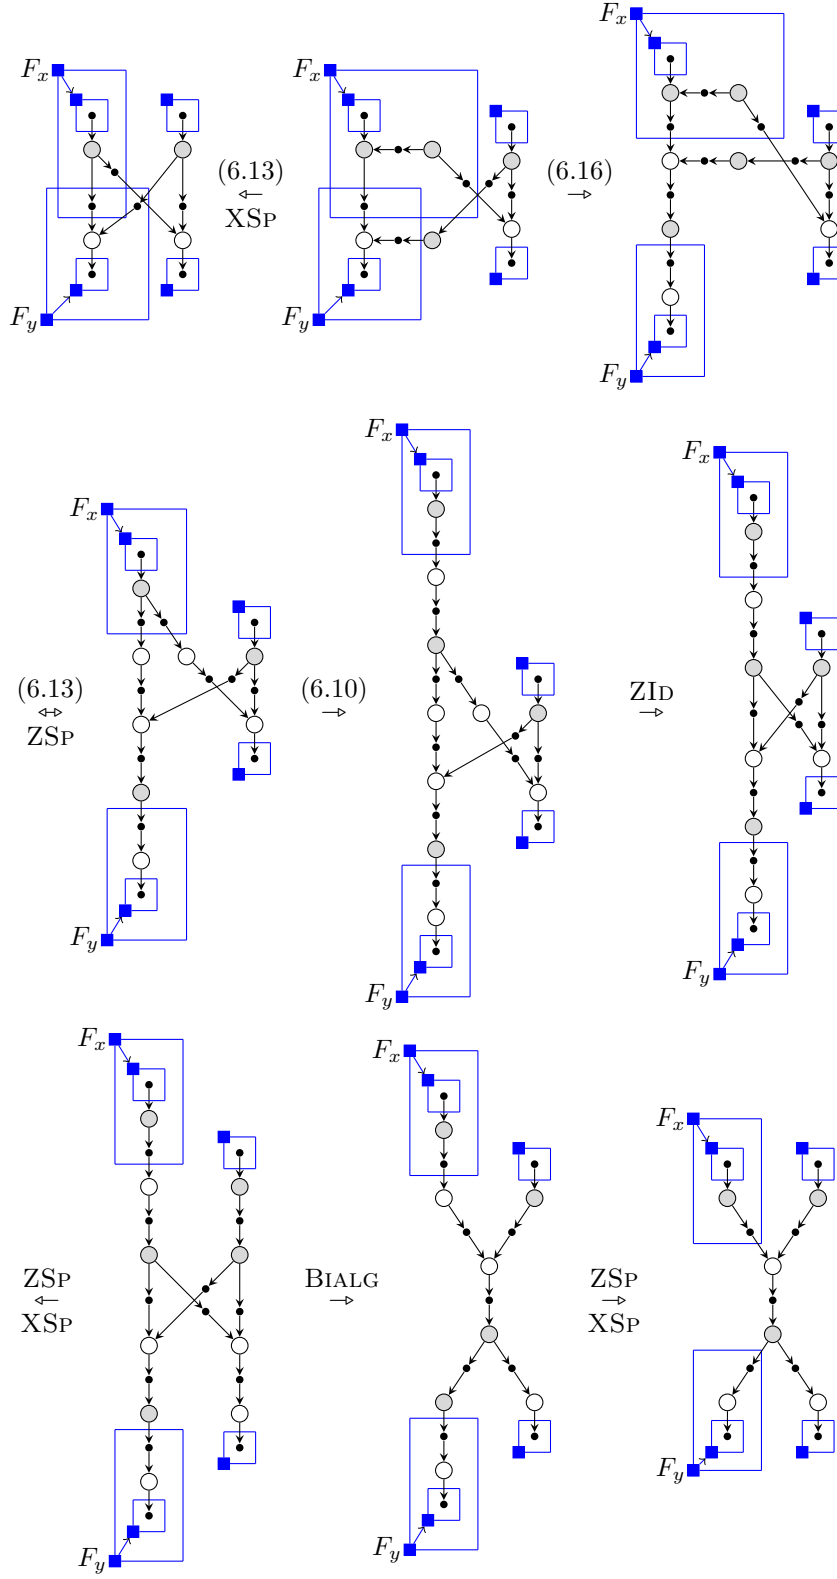 F_x F_x F_x
(6.13) (6.16)
XSp
F_y F_y F_y
F_x F_x F_x
(6.13) (6.10) ZId
ZSp
F_y F_y F_y
F_x F_x F_x
ZSp Bialg ZSp
XSp XSp
F_y F_y F_y